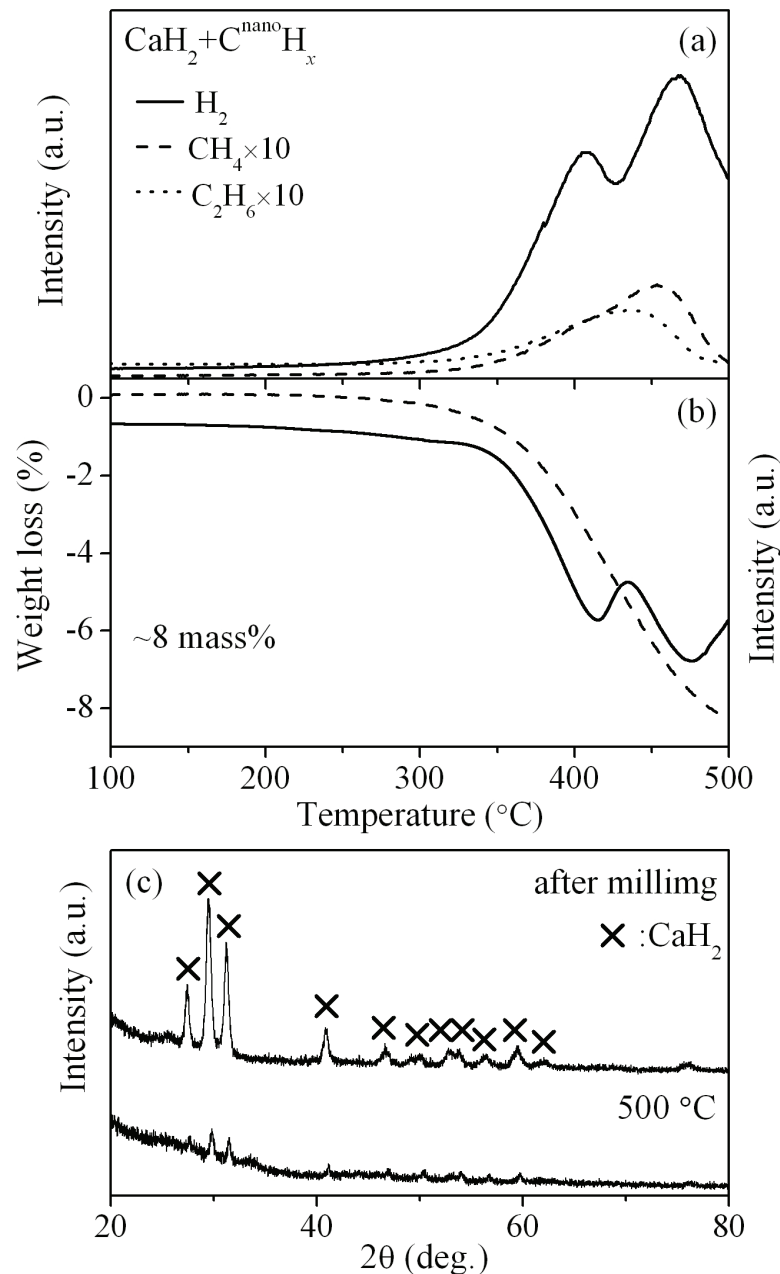 CaH2+CnanoHx
(a)
H2
CH4×10
C2H6×10
Intensity (a.u.)
(b)
0
-2
-4
-6
-8
Weight loss (%)
Intensity (a.u.)
~8 mass%
100 200 300 400 500
Temperature (°C)
(c)
after millimg
×:CaH2
Intensity (a.u.)
500 °C
20 40 60 80
2θ (deg.)